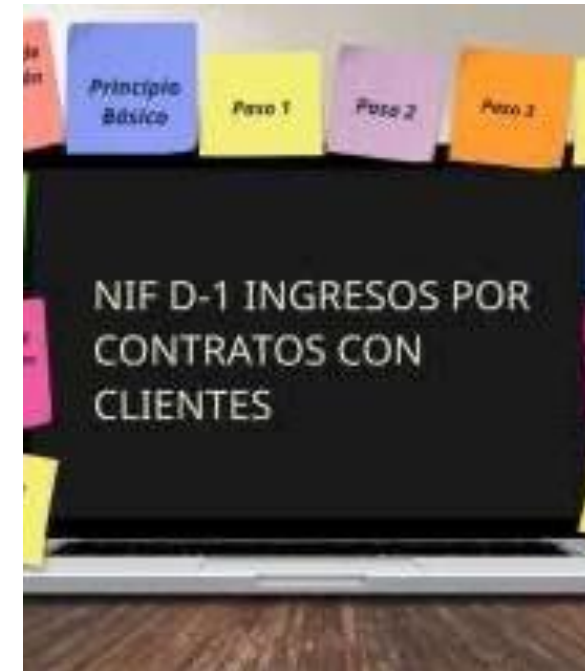 Principio
Básico
Paso 1
Paso 2
Paso 3
NIF D-1 INGRESOS POR
CONTRATOS CON
CLIENTES